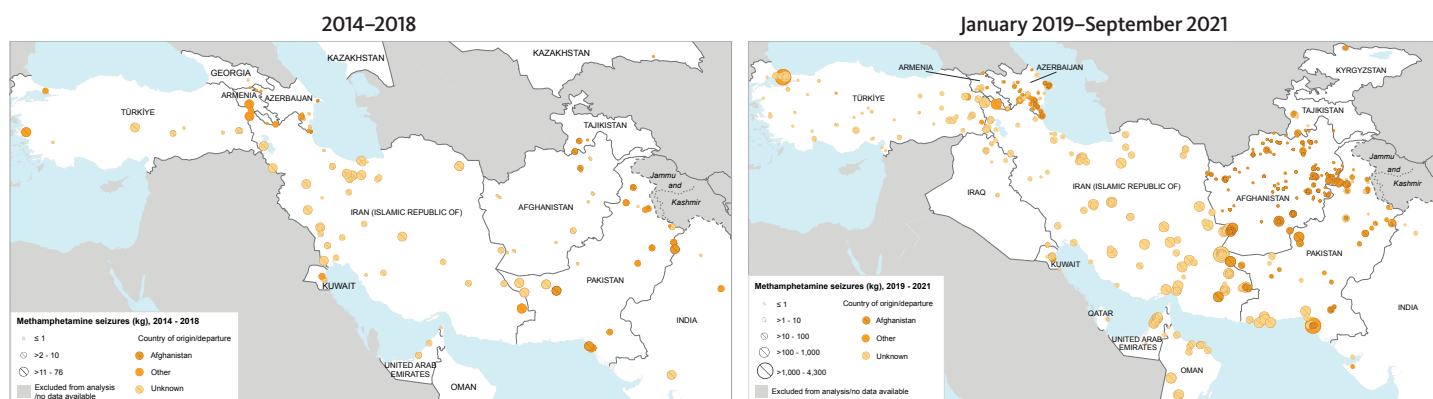 2014–2018
KAZAKHSTAN
KAZAKHSTAN
GEORGIA
ARMENIA
AZERBAIJAN
TÜRKİYE
TAJIKISTAN
Jammu
and
Kashmir
IRAN (ISLAMIC REPUBLIC OF)
AFGHANISTAN
PAKISTAN
KUWAIT
INDIA
UNITED ARAB
EMIRATES
OMAN
Methamphetamine seizures (kg), 2014 - 2018
≤ 1
>2 - 10
>11 - 76
Excluded from analysis
/no data available
Country of origin/departure
Afghanistan
Other
Unknown
January 2019–September 2021
ARMENIA
AZERBAIJAN
KYRGYZSTAN
TÜRKİYE
TAJIKISTAN
Jammu
and
Kashmir
IRAQ
IRAN (ISLAMIC REPUBLIC OF)
AFGHANISTAN
PAKISTAN
KUWAIT
INDIA
QATAR
UNITED ARAB
EMIRATES
OMAN
Methamphetamine seizures (kg), 2019 - 2021
≤ 1
>1 - 10
>10 - 100
>100 - 1,000
>1,000 - 4,300
Country of origin/departure
Afghanistan
Other
Unknown
Excluded from analysis/no data available